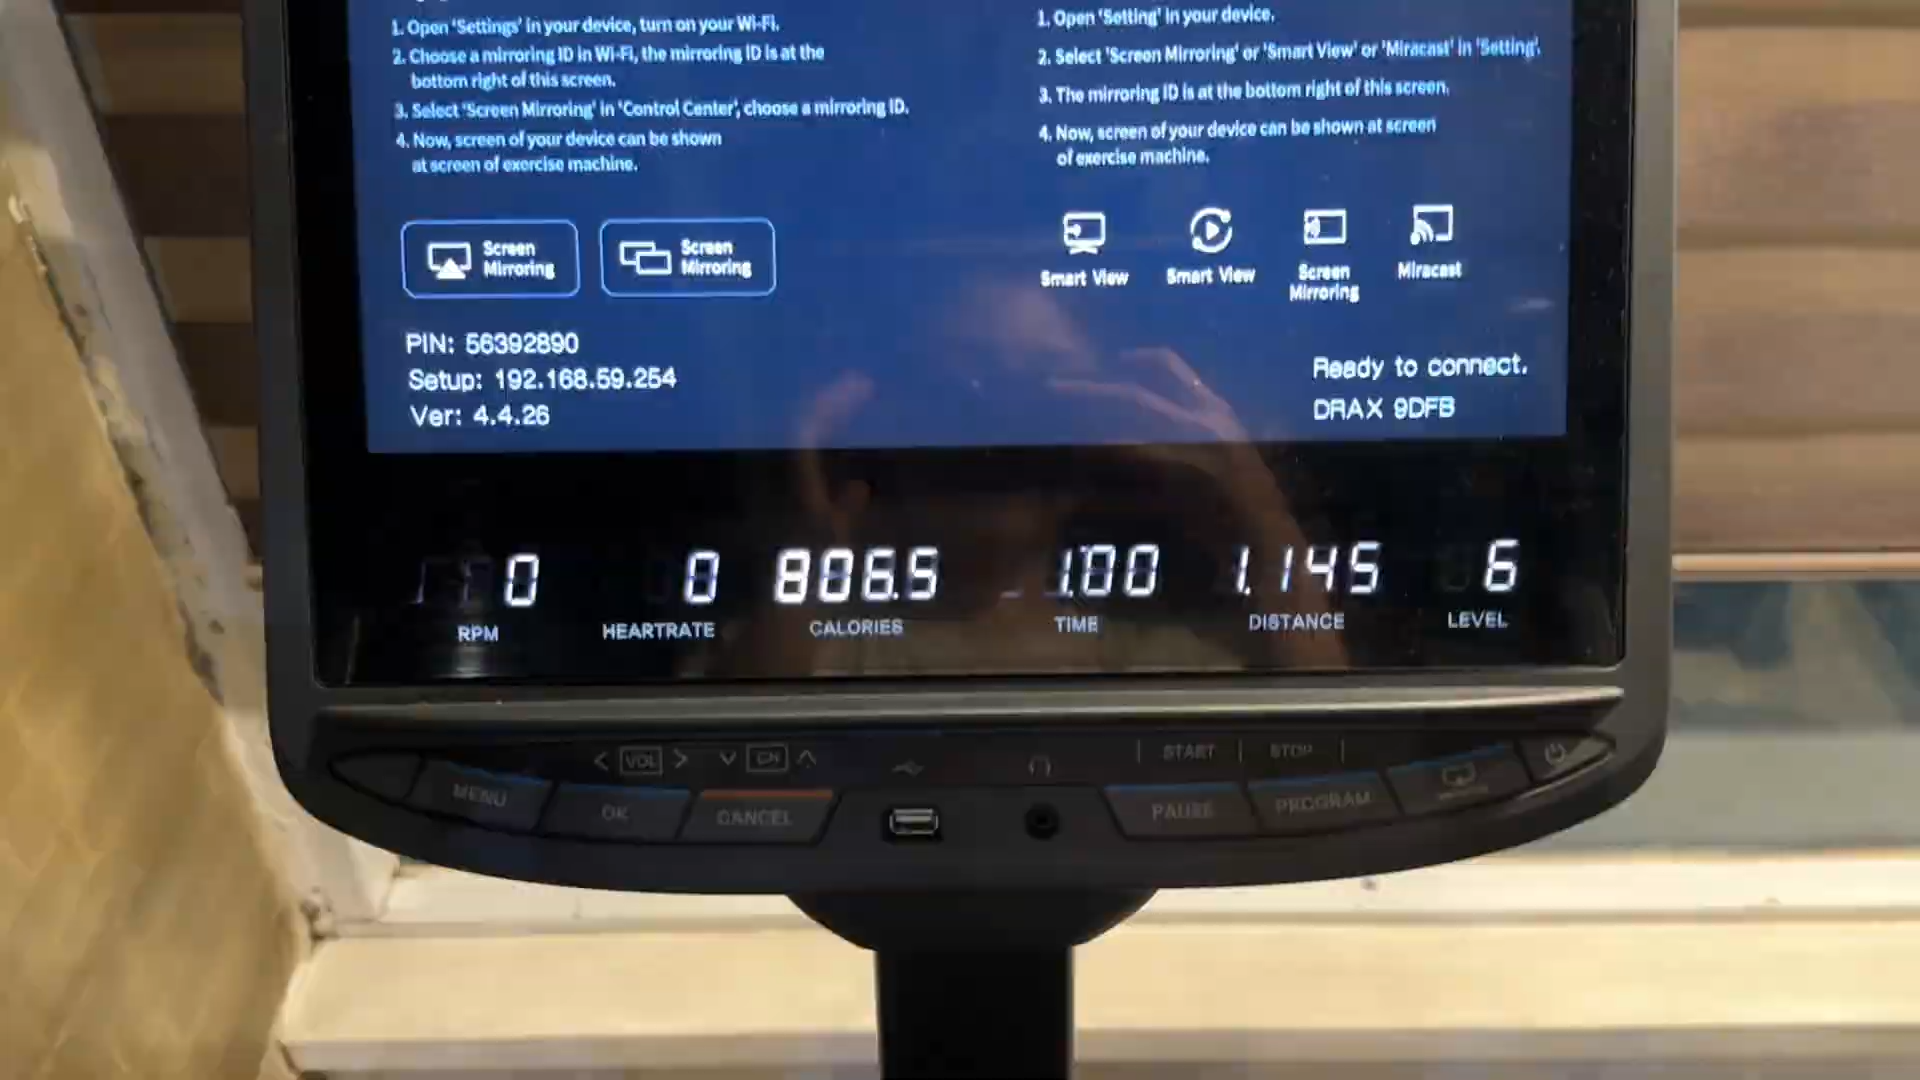 1. Open 'Settings' in your device, turn on your Wi-Fi.
2. Choose a mirroring ID in Wi-Fi, the mirroring ID is at the
bottom right of this screen.
3. Select 'Screen Mirroring' in 'Control Center', choose a mirroring ID.
4. Now, screen of your device can be shown
at screen of exercise machine.
Screen
Mirroring
Screen
Mirroring
PIN: 56392890
Setup: 192.168.59.254
Ver: 4.4.26
1. Open 'Setting' in your device.
2. Select 'Screen Mirroring' or 'Smart View' or 'Miracast' in 'Setting'.
3. The mirroring ID is at the bottom right of this screen.
4. Now, screen of your device can be shown at screen
of exercise machine.
Smart View
Smart View
Screen
Mirroring
Miracast
Ready to connect.
DRAX 9DFB
0 0 806.5 1:00 1.145 6
RPM HEARTRATE CALORIES TIME DISTANCE LEVEL
< VOL > CH START STOP
MENU OK CANCEL PAUSE PROGRAM